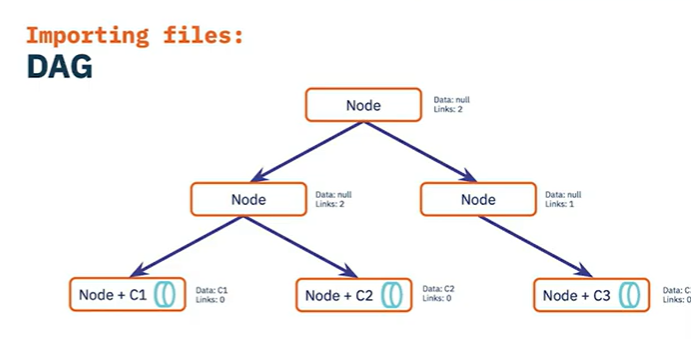 Importing files:
DAG
Node
Data: null
Links: 2
Node
Data: null
Links: 2
Node
Data: null
Links: 1
Node + C1
Data: C1
Links: 0
Node + C2
Data: C2
Links: 0
Node + C3
Data: C
Links: 0